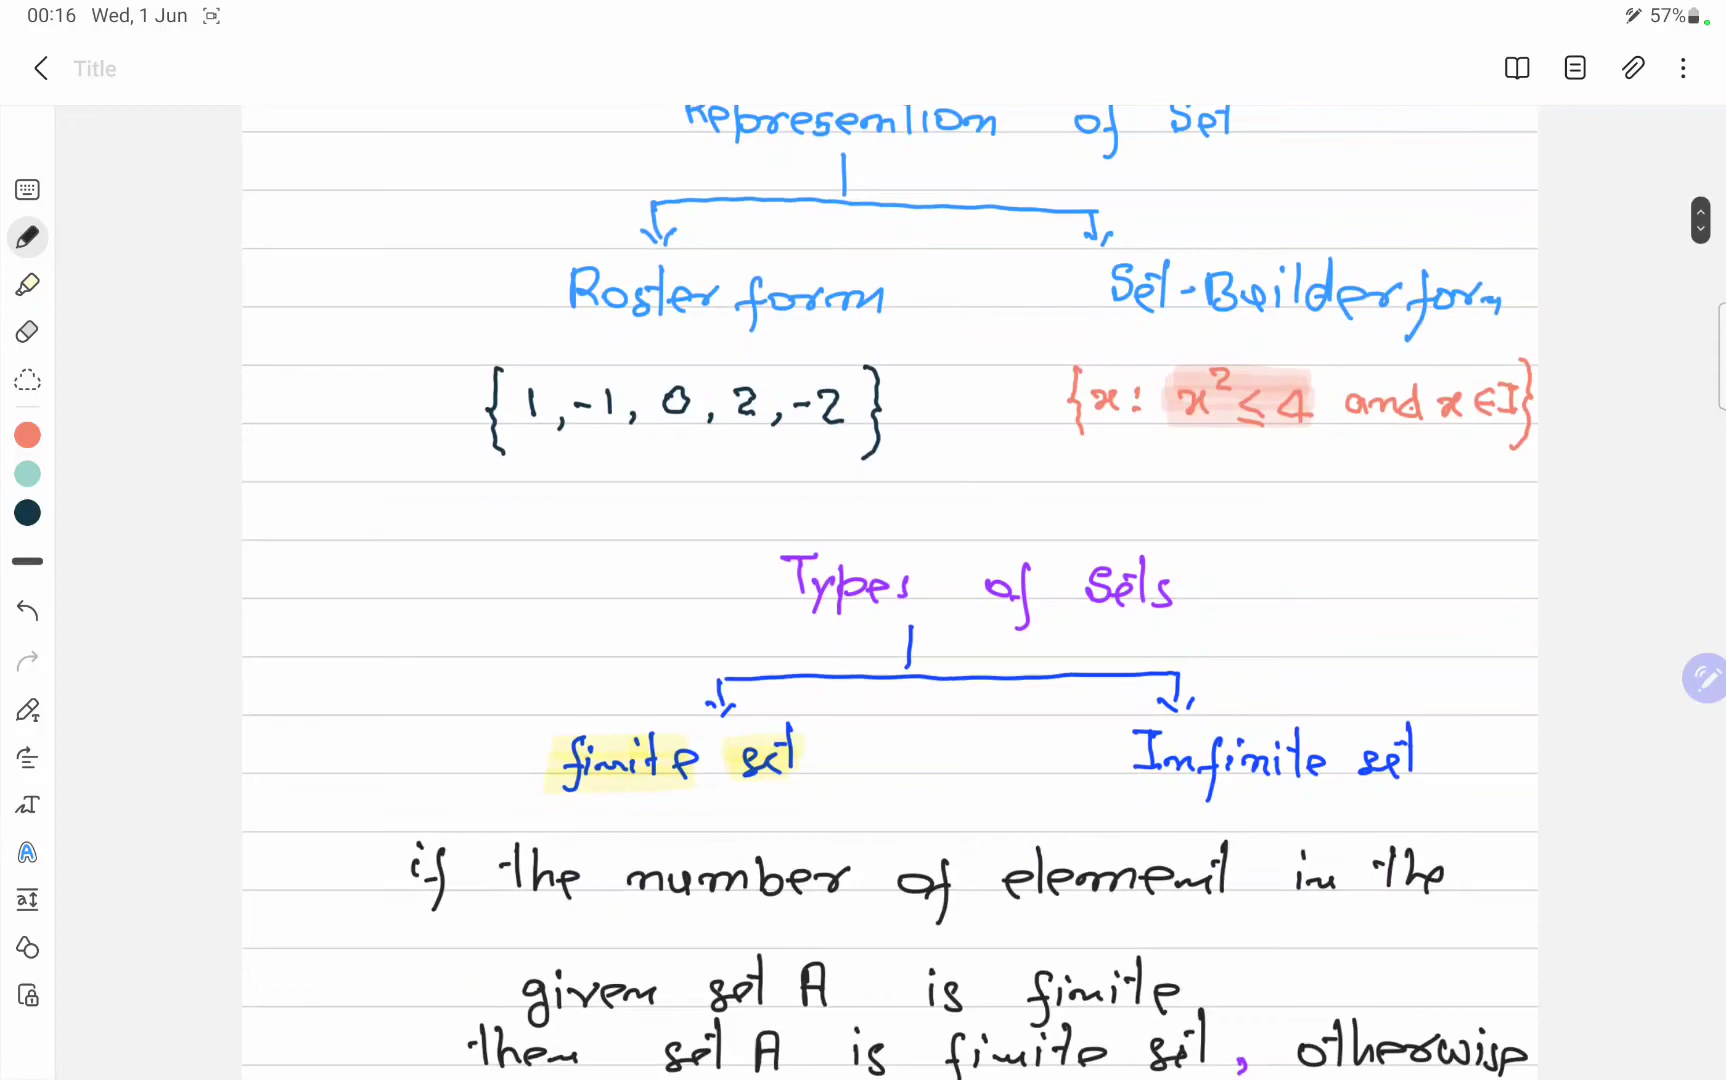 00:16 Wed, 1 Jun 57%
Title
Represention of Set
Roster form Set-Builder form
{1, -1, 0, 2, -2} {x: x² ≤ 4 and x ∈ I}
Types of Sets
finite set Infinite set
if the number of element in the
given set A is finite
then set A is finite set, otherwise